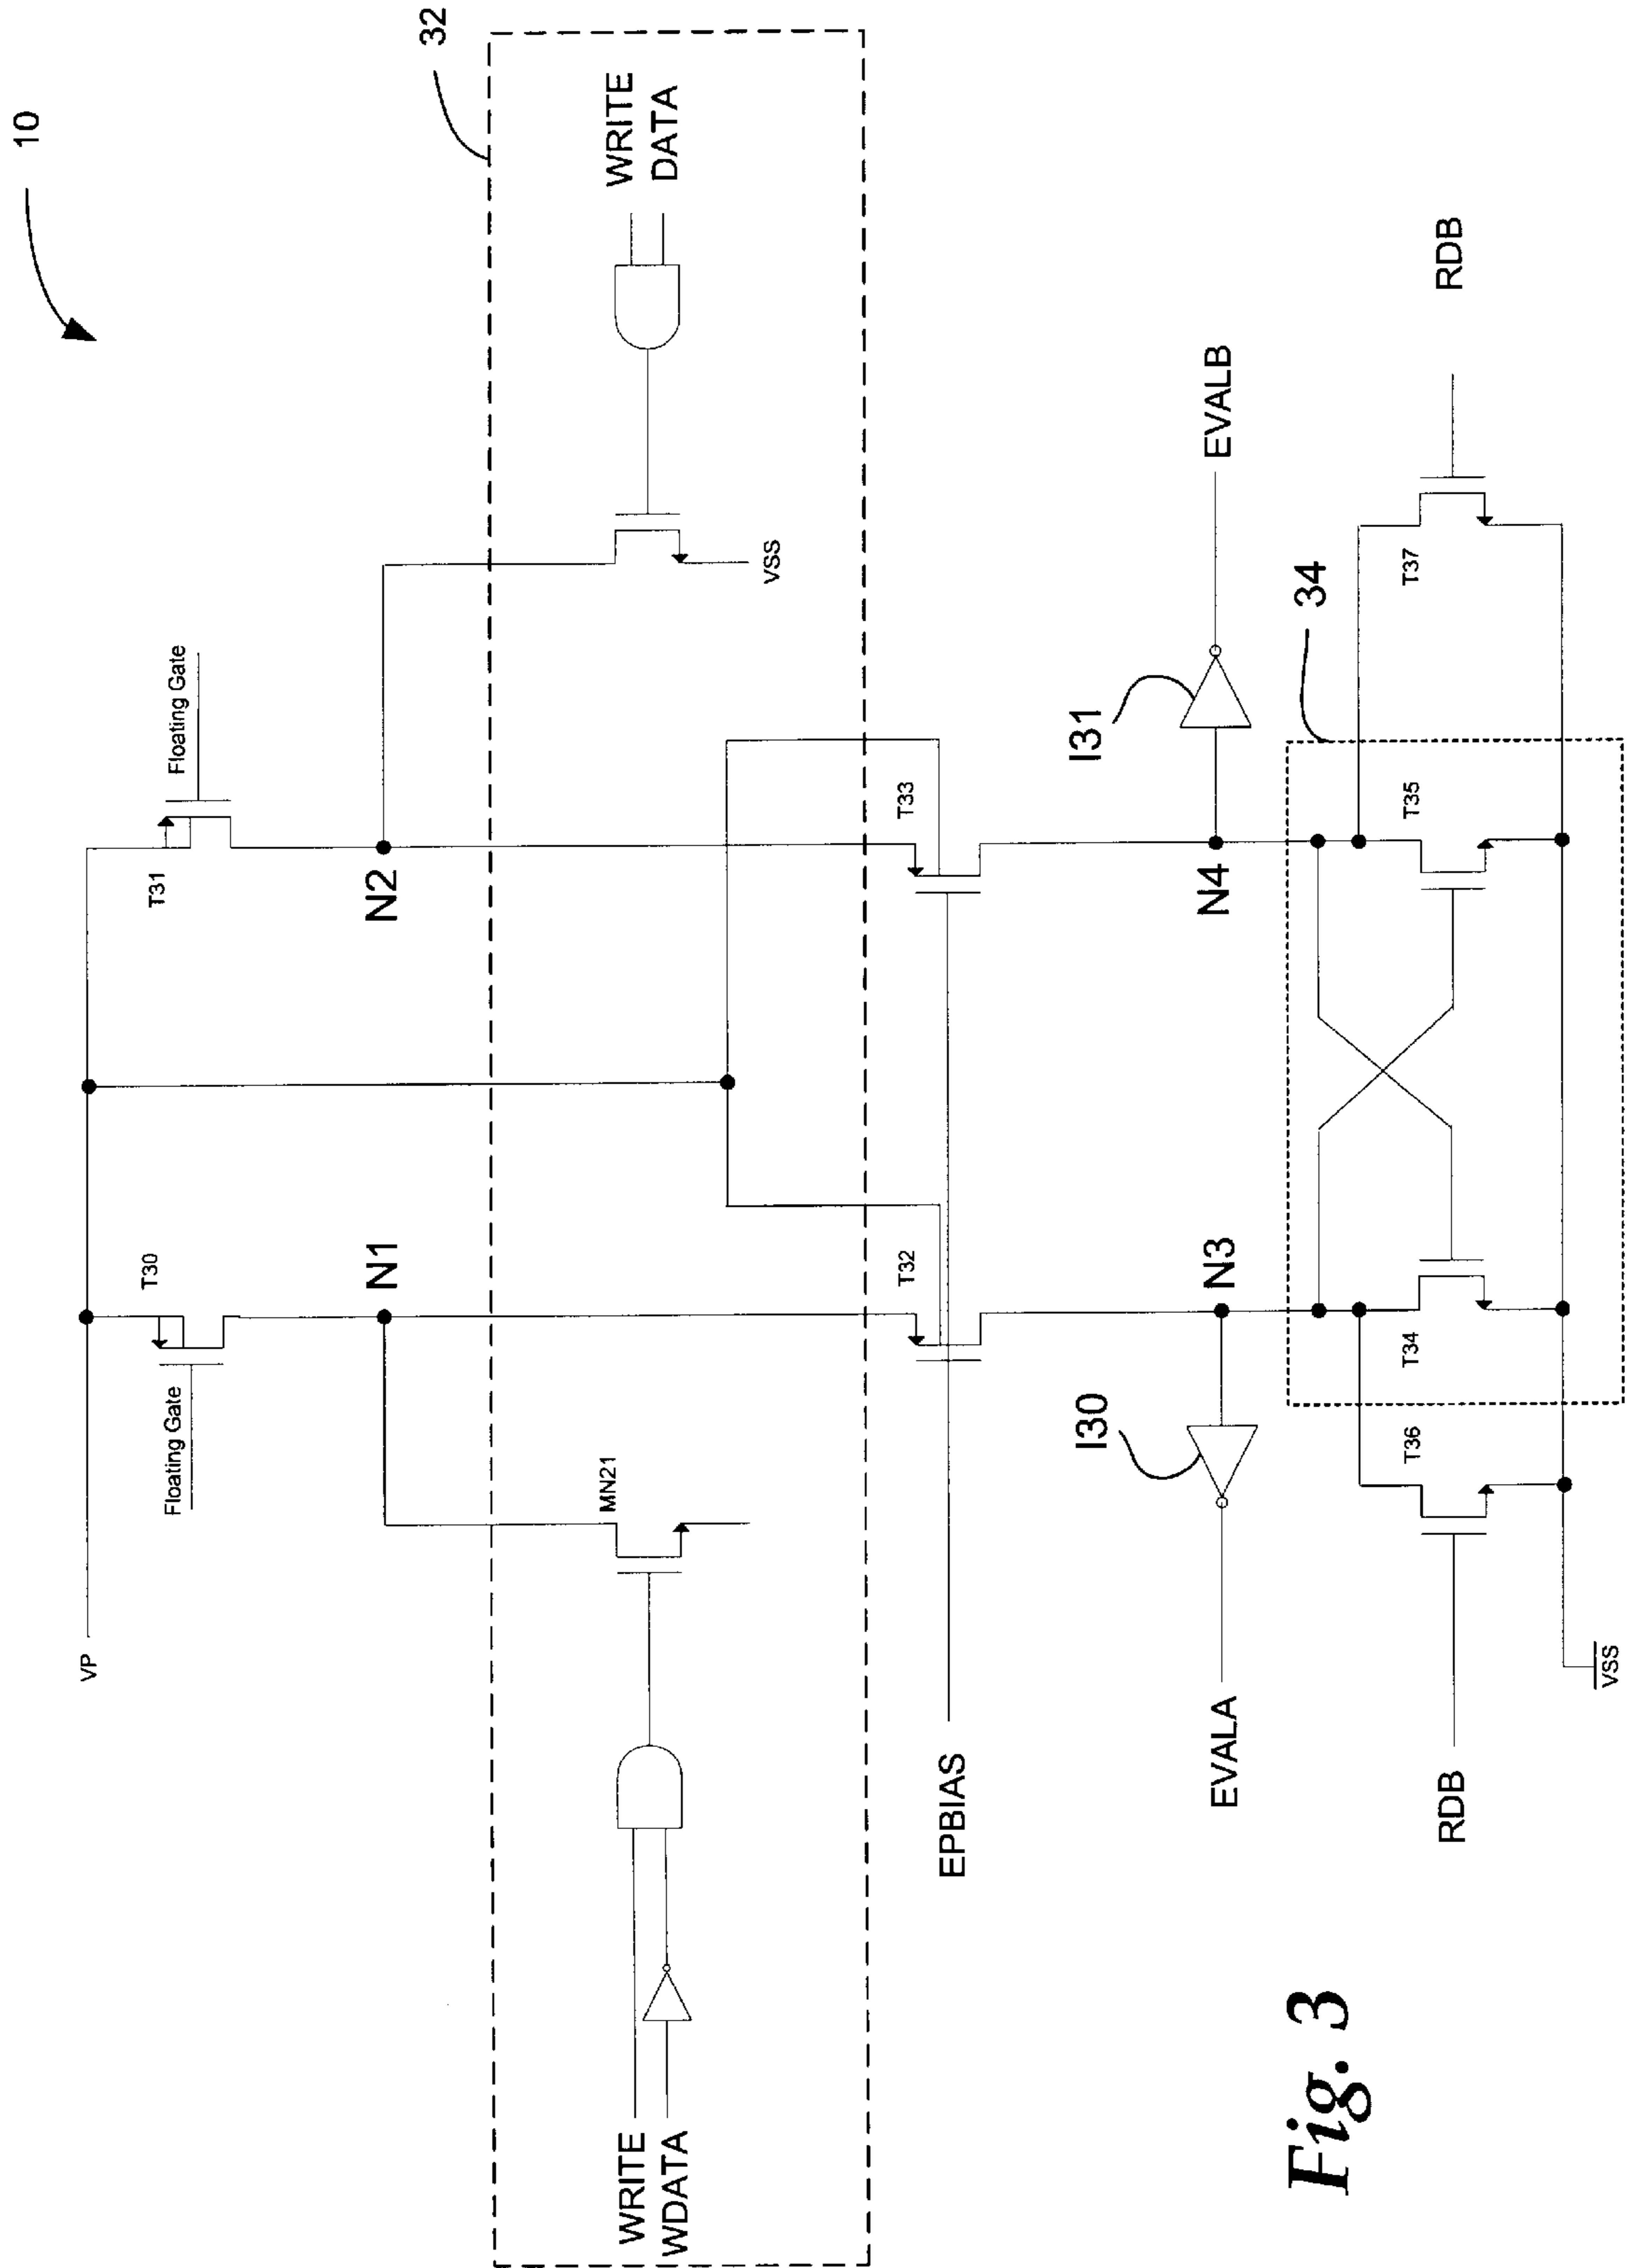 10
32
VP
T30
T31
Floating Gate
Floating Gate
N1
N2
MN21
WRITE
WDATA
WRITE
DATA
VSS
T32
T33
EPBIAS
N3
N4
I30
I31
EVALA
EVALB
34
T36
T34
T35
T37
RDB
RDB
VSS
Fig. 3